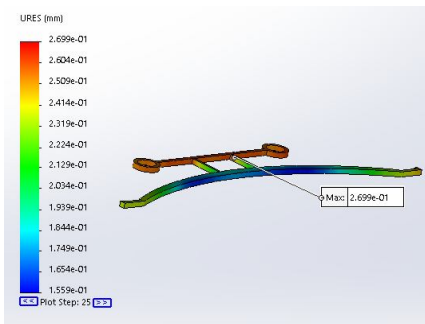 URES (mm)
2.699e-01
2.604e-01
2.509e-01
2.414e-01
2.319e-01
2.224e-01
2.129e-01
2.034e-01
1.939e-01
1.844e-01
1.749e-01
1.654e-01
1.559e-01
<< Plot Step: 25 >>
Max: 2.699e-01